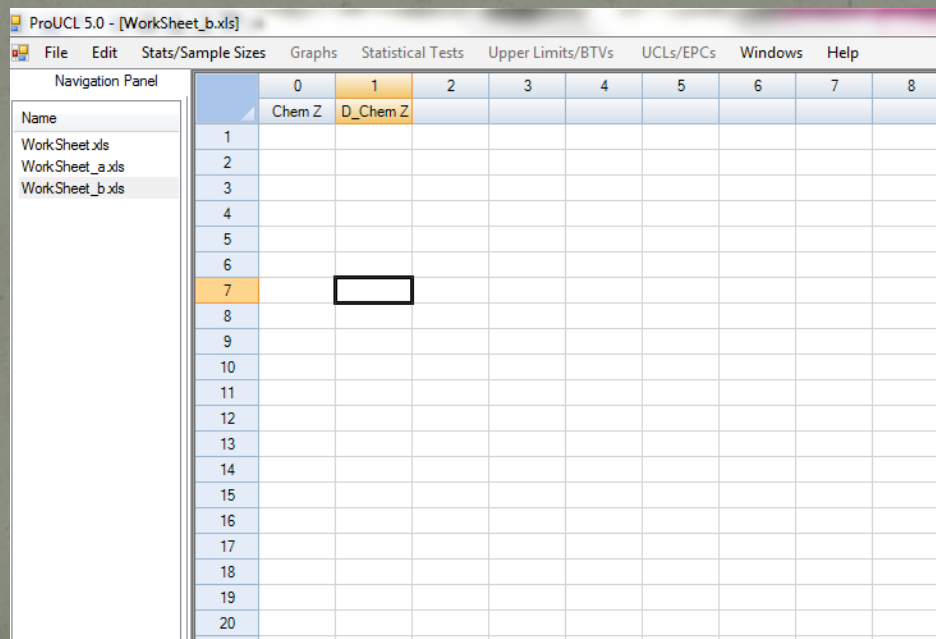 ProUCL 5.0 - [WorkSheet_b.xls]
File Edit Stats/Sample Sizes Graphs Statistical Tests Upper Limits/BTVs UCLs/EPCs Windows Help
Navigation Panel
Name
WorkSheet.xls
WorkSheet_a.xls
WorkSheet_b.xls
0 1 2 3 4 5 6 7 8
Chem Z D_Chem Z
1
2
3
4
5
6
7
8
9
10
11
12
13
14
15
16
17
18
19
20